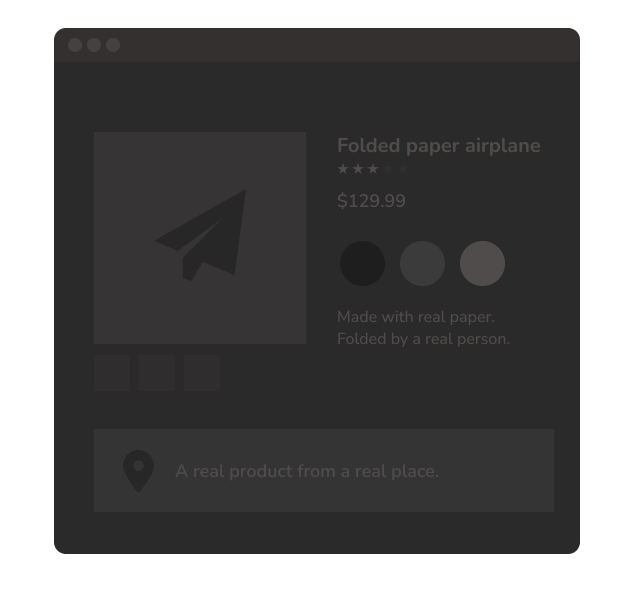 Folded paper airplane
$129.99
Made with real paper.
Folded by a real person.
A real product from a real place.